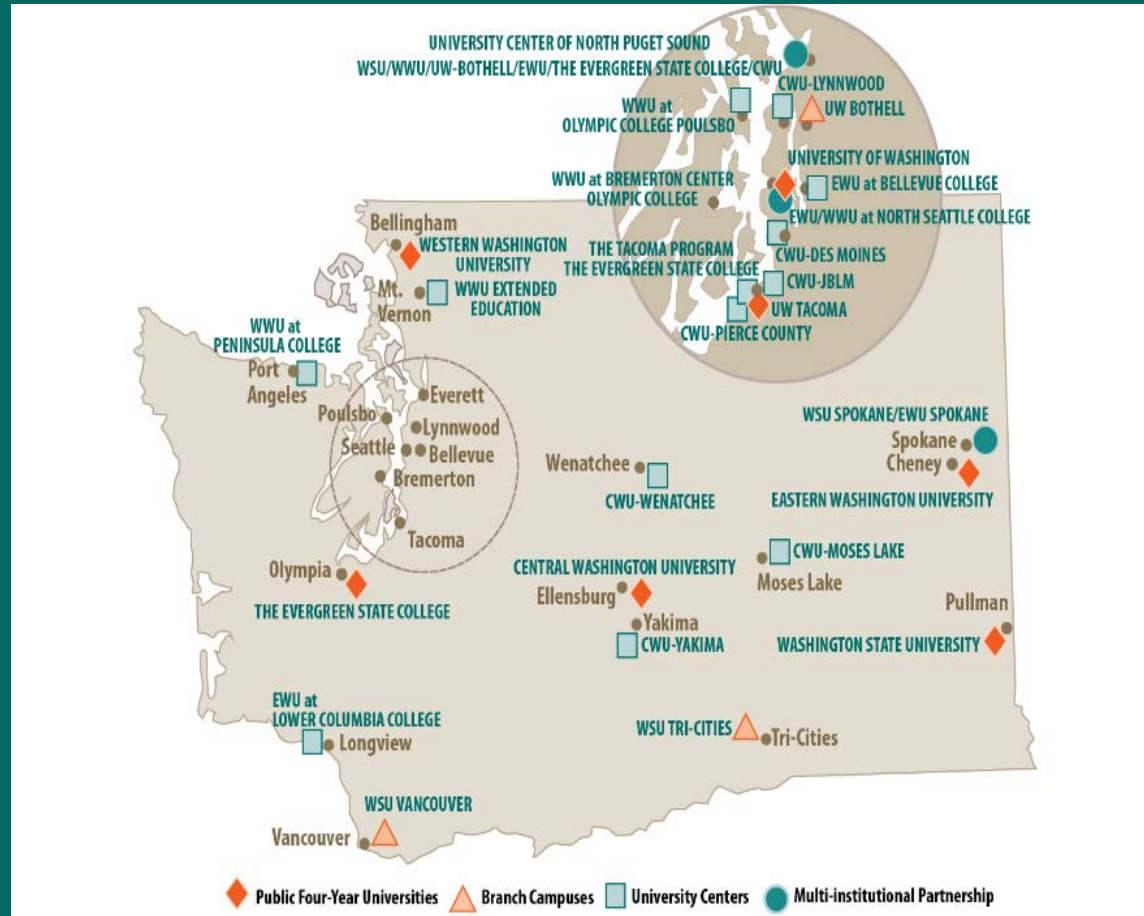 UNIVERSITY CENTER OF NORTH PUGET SOUND
WSU/WWU/UW-BOTHELL/EWU/THE EVERGREEN STATE COLLEGE/CWU
CWU-LYNNWOOD
WWU at
OLYMPIC COLLEGE POULSBO
UW BOTHELL
UNIVERSITY OF WASHINGTON
WWU at BREMERTON CENTER
OLYMPIC COLLEGE
EWU at BELLEVUE COLLEGE
EWU/WWU at NORTH SEATTLE COLLEGE
CWU-DES MOINES
THE TACOMA PROGRAM
THE EVERGREEN STATE COLLEGE
CWU-JBLM
UW TACOMA
CWU-PIERCE COUNTY
Bellingham
WESTERN WASHINGTON
UNIVERSITY
Mt.
Vernon
WWU EXTENDED
EDUCATION
WWU at
PENINSULA COLLEGE
Port
Angeles
Everett
Poulsbo
Lynnwood
Seattle
Bellevue
Bremerton
Tacoma
Wenatchee
CWU-WENATCHEE
WSU SPOKANE/EWU SPOKANE
Spokane
Cheney
EASTERN WASHINGTON UNIVERSITY
CWU-MOSES LAKE
Moses Lake
Olympia
THE EVERGREEN STATE COLLEGE
CENTRAL WASHINGTON UNIVERSITY
Ellensburg
Yakima
CWU-YAKIMA
Pullman
WASHINGTON STATE UNIVERSITY
EWU at
LOWER COLUMBIA COLLEGE
Longview
WSU TRI-CITIES
Tri-Cities
WSU VANCOUVER
Vancouver
Public Four-Year Universities
Branch Campuses
University Centers
Multi-institutional Partnership